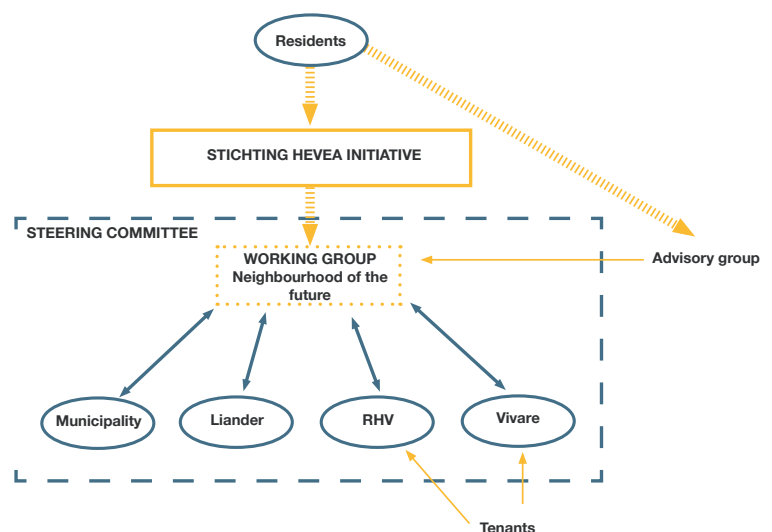 Residents
STICHTING HEVEA INITIATIVE
STEERING COMMITTEE
WORKING GROUP
Neighbourhood of the
future
Advisory group
Municipality
Liander
RHV
Vivare
Tenants